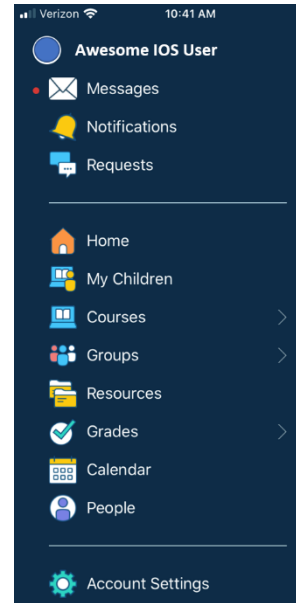 Verizon 10:41 AM
Awesome IOS User
Messages
Notifications
Requests
Home
My Children
Courses
Groups
Resources
Grades
Calendar
People
Account Settings